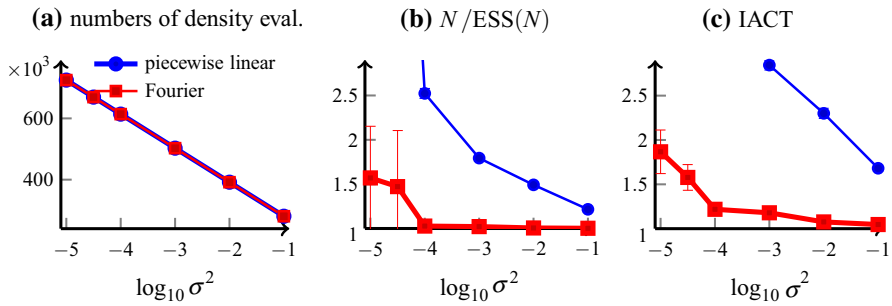 (a) numbers of density eval.
×10³
piecewise linear
Fourier
600
400
−5 −4 −3 −2 −1
log₁₀ σ²
(b) N/ESS(N)
2.5
2
1.5
1
−5 −4 −3 −2 −1
log₁₀ σ²
(c) IACT
2.5
2
1.5
1
−5 −4 −3 −2 −1
log₁₀ σ²